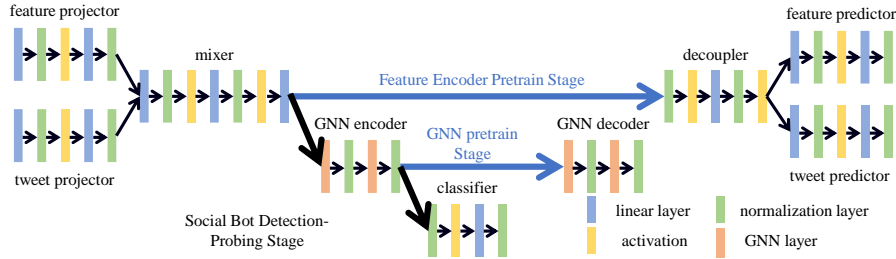 feature projector
mixer
decoupler
feature predictor
Feature Encoder Pretrain Stage
GNN encoder
GNN pretrain
Stage
GNN decoder
tweet projector
classifier
tweet predictor
Social Bot Detection-
Probing Stage
linear layer
normalization layer
activation
GNN layer